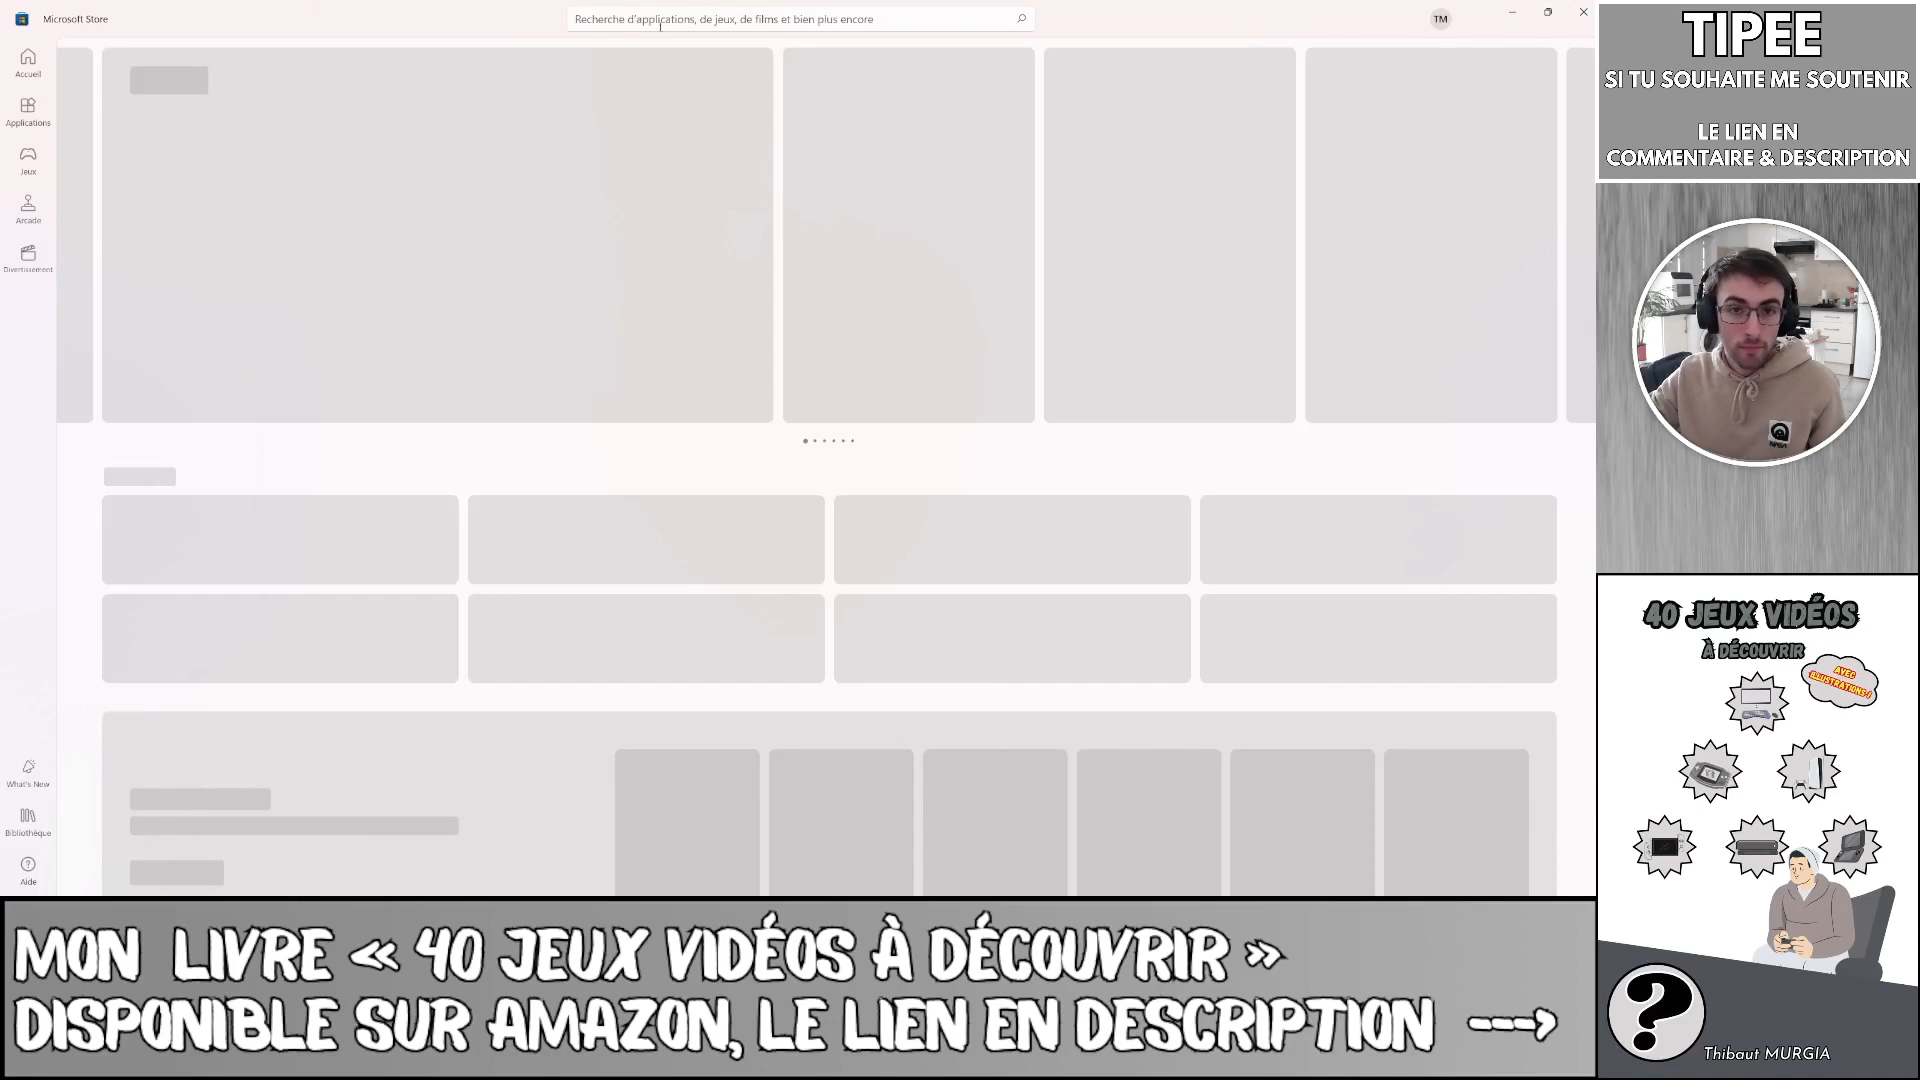 Microsoft Store
Recherche d'applications, de jeux, de films et bien plus encore
TM
Accueil
Applications
Jeux
Arcade
Divertissement
What's New
Bibliothèque
Aide
TIPEE
SI TU SOUHAITE ME SOUTENIR
LE LIEN EN
COMMENTAIRE & DESCRIPTION
NASA
40 JEUX VIDÉOS
À DÉCOUVRIR
AVEC
ILLUSTRATIONS !
?
Thibaut MURGIA
MON LIVRE « 40 JEUX VIDÉOS À DÉCOUVRIR »
DISPONIBLE SUR AMAZON, LE LIEN EN DESCRIPTION --->